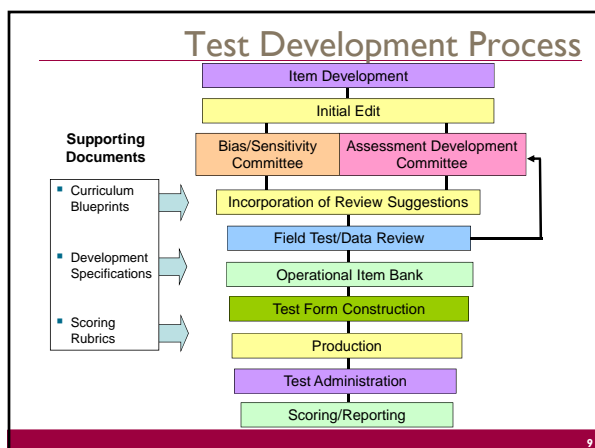 Test Development Process
Item Development
Initial Edit
Supporting
Documents
Bias/Sensitivity
Committee
Assessment Development
Committee
Curriculum
Blueprints
Incorporation of Review Suggestions
Field Test/Data Review
Development
Specifications
Operational Item Bank
Test Form Construction
Scoring
Rubrics
Production
Test Administration
Scoring/Reporting
9